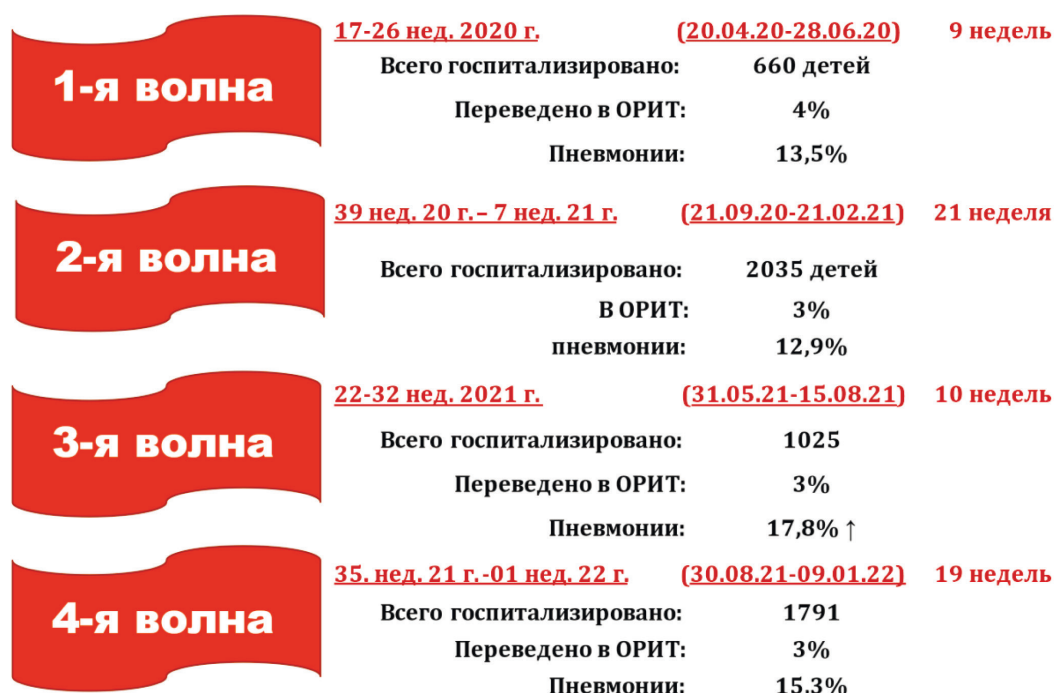 1-я волна
17-26 нед. 2020 г. (20.04.20-28.06.20) 9 недель
Всего госпитализировано: 660 детей
Переведено в ОРИТ: 4%
Пневмонии: 13,5%
2-я волна
39 нед. 20 г.– 7 нед. 21 г. (21.09.20-21.02.21) 21 неделя
Всего госпитализировано: 2035 детей
В ОРИТ: 3%
пневмонии: 12,9%
3-я волна
22-32 нед. 2021 г. (31.05.21-15.08.21) 10 недель
Всего госпитализировано: 1025
Переведено в ОРИТ: 3%
Пневмонии: 17,8% ↑
4-я волна
35. нед. 21 г.-01 нед. 22 г. (30.08.21-09.01.22) 19 недель
Всего госпитализировано: 1791
Переведено в ОРИТ: 3%
Пневмонии: 15,3%